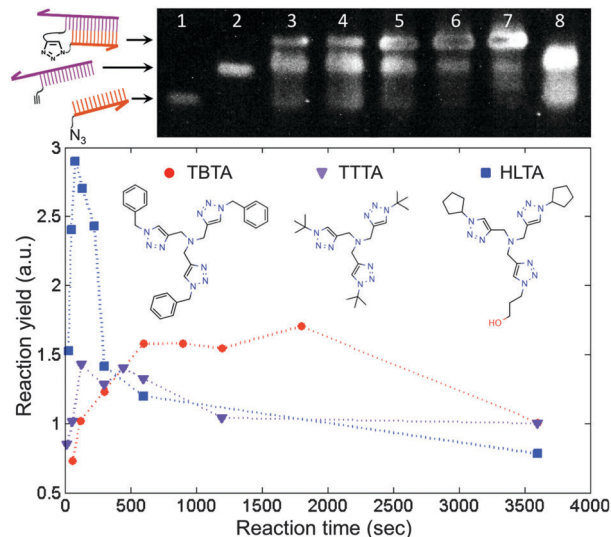 1 2 3 4 5 6 7 8
N3
TBTA TTTA HLTA
N N N
N
N N N
N N N
N N N
N
N N N
N N N
N N N
N
N N N
N N N
HO
Reaction yield (a.u.)
3
2.5
2
1.5
1
0.5
0 500 1000 1500 2000 2500 3000 3500 4000
Reaction time (sec)